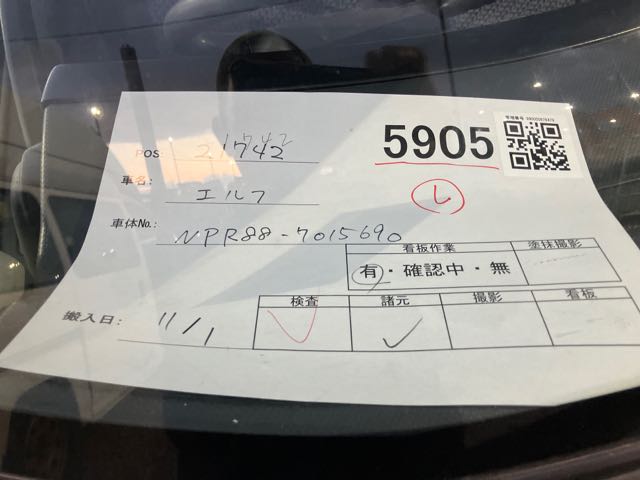 5905
POS 21742
車名: エルフ
し
車体No.: NPR88-7015690
看板作業 塗抹撮影
有・確認中・無
検査 諸元 撮影 看板
搬入日: 11/1